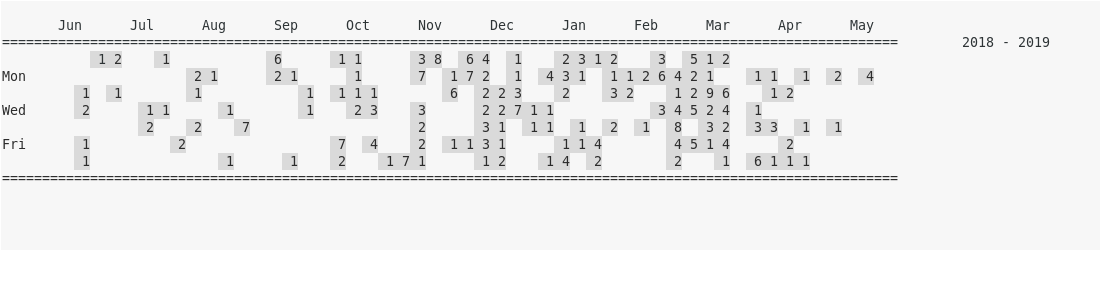 Jun Jul Aug Sep Oct Nov Dec Jan Feb Mar Apr May
================================================================================================================ 2018 - 2019
1 2 1 6 1 1 3 8 6 4 1 2 3 1 2 3 5 1 2
Mon 2 1 2 1 1 7 1 7 2 1 4 3 1 1 1 2 6 4 2 1 1 1 1 2 4
1 1 1 1 1 1 1 6 2 2 3 2 3 2 1 2 9 6 1 2
Wed 2 1 1 1 1 2 3 3 2 2 7 1 1 3 4 5 2 4 1
2 2 7 2 3 1 1 1 1 2 1 8 3 2 3 3 1 1
Fri 1 2 7 4 2 1 1 3 1 1 1 4 4 5 1 4 2
1 1 1 2 1 7 1 1 2 1 4 2 2 1 6 1 1 1
================================================================================================================